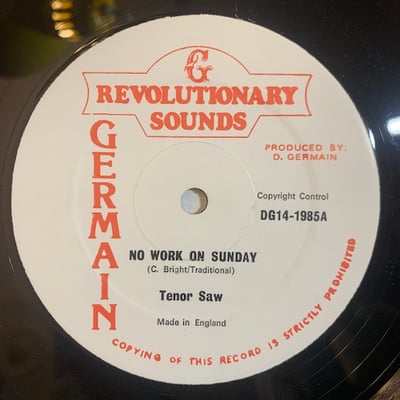 G
REVOLUTIONARY
SOUNDS
GERMAIN
PRODUCED BY:
D. GERMAIN
Copyright Control
DG14-1985A
NO WORK ON SUNDAY
(C. Bright/Traditional)
Tenor Saw
Made in England
COPYING OF THIS RECORD IS STRICTLY PROHIBITED